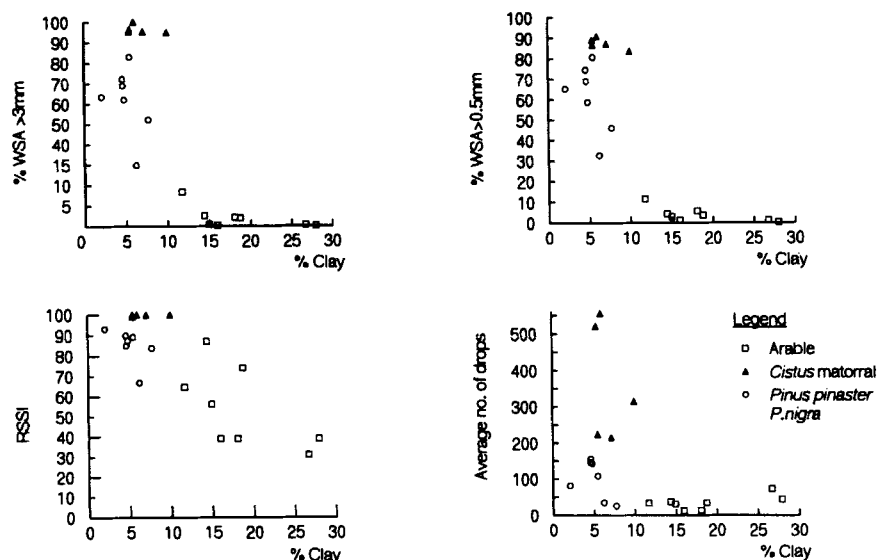 % WSA >3mm
100
90
80
70
60
50
40
15
10
5
0 5 10 15 20 25 30
% Clay
% WSA>0.5mm
100
90
80
70
60
50
40
30
20
10
0
0 5 10 15 20 25 30
% Clay
RSSI
100
90
80
70
60
50
40
30
20
10
0
0 5 10 15 20 25 30
% Clay
Average no. of drops
500
400
300
200
100
0
0 5 10 15 20 25 30
% Clay
Legend
Arable
Cistus matorral
Pinus pinaster
P.nigra